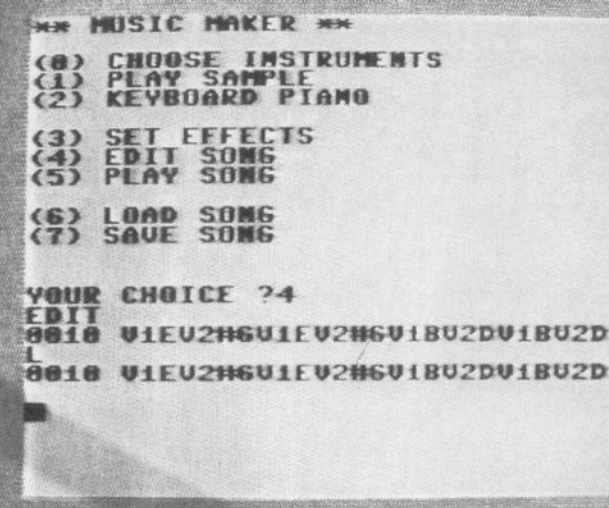 ** MUSIC MAKER **
(0) CHOOSE INSTRUMENTS
(1) PLAY SAMPLE
(2) KEYBOARD PIANO
(3) SET EFFECTS
(4) EDIT SONG
(5) PLAY SONG
(6) LOAD SONG
(7) SAVE SONG
YOUR CHOICE ?4
EDIT
0010 V1EV2#GV1EV2#GV1BV2DV1BV2D
L
0010 V1EV2#GV1EV2#GV1BV2DV1BV2D